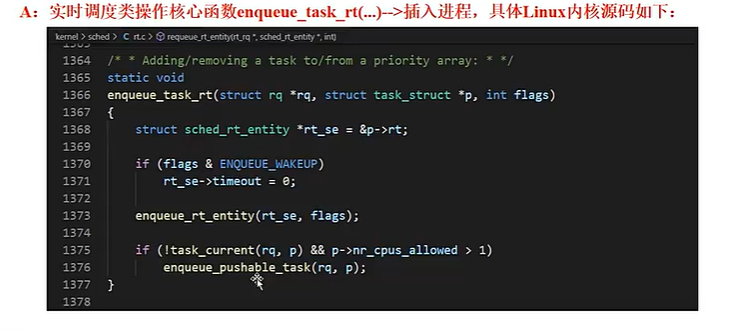 A：实时调度类操作核心函数enqueue_task_rt(...)-->插入进程，具体Linux内核源码如下：
kernel > sched > C rt.c > requeue_rt_entity(rt_rq *, sched_rt_entity *, int)
1363
1364 /* * Adding/removing a task to/from a priority array: * */
1365 static void
1366 enqueue_task_rt(struct rq *rq, struct task_struct *p, int flags)
1367 {
1368 struct sched_rt_entity *rt_se = &p->rt;
1369
1370 if (flags & ENQUEUE_WAKEUP)
1371 rt_se->timeout = 0;
1372
1373 enqueue_rt_entity(rt_se, flags);
1374
1375 if (!task_current(rq, p) && p->nr_cpus_allowed > 1)
1376 enqueue_pushable_task(rq, p);
1377 }
1378